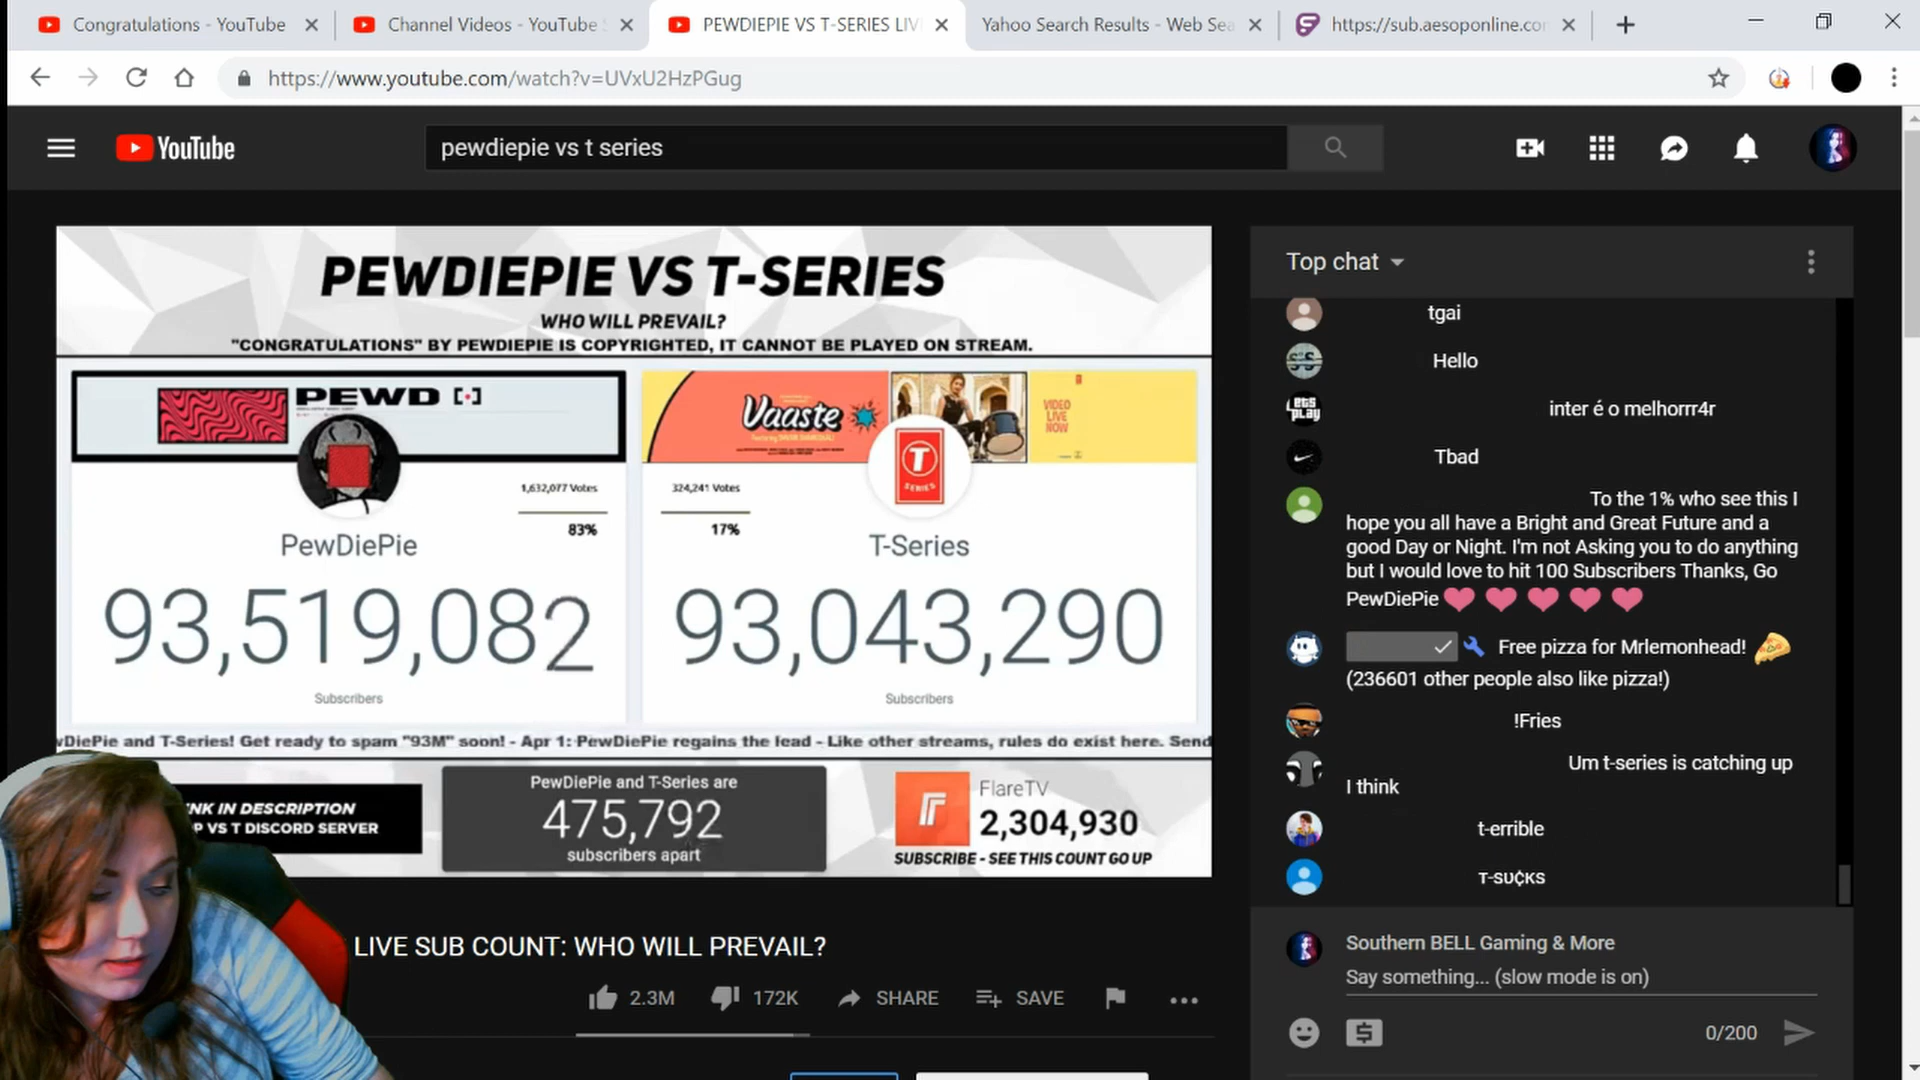 Congratulations - YouTube
Channel Videos - YouTube
PEWDIEPIE VS T-SERIES LIV
Yahoo Search Results - Web Sea
https://sub.aesoponline.co
https://www.youtube.com/watch?v=UVxU2HzPGug
YouTube
pewdiepie vs t series
PEWDIEPIE VS T-SERIES
WHO WILL PREVAIL?
"CONGRATULATIONS" BY PEWDIEPIE IS COPYRIGHTED, IT CANNOT BE PLAYED ON STREAM.
PEWD [·]
Vaaste
VIDEO
LIVE
NOW
T
SERIES
1,632,077 Votes
83%
324,241 Votes
17%
PewDiePie
T-Series
93,519,082
93,043,290
Subscribers
Subscribers
wDiePie and T-Series! Get ready to spam "93M" soon! - Apr 1: PewDiePie regains the lead - Like other streams, rules do exist here. Send
NK IN DESCRIPTION
P VS T DISCORD SERVER
PewDiePie and T-Series are
475,792
subscribers apart
FlareTV
2,304,930
SUBSCRIBE - SEE THIS COUNT GO UP
LIVE SUB COUNT: WHO WILL PREVAIL?
2.3M
172K
SHARE
SAVE
Top chat
tgai
Hello
LETS PLAY
inter é o melhorrr4r
Tbad
To the 1% who see this I
hope you all have a Bright and Great Future and a
good Day or Night. I'm not Asking you to do anything
but I would love to hit 100 Subscribers Thanks, Go
PewDiePie
Free pizza for Mrlemonhead!
(236601 other people also like pizza!)
!Fries
Um t-series is catching up
I think
t-errible
ᴛ-ꜱᴜ₵ᴋꜱ
Southern BELL Gaming & More
Say something... (slow mode is on)
0/200